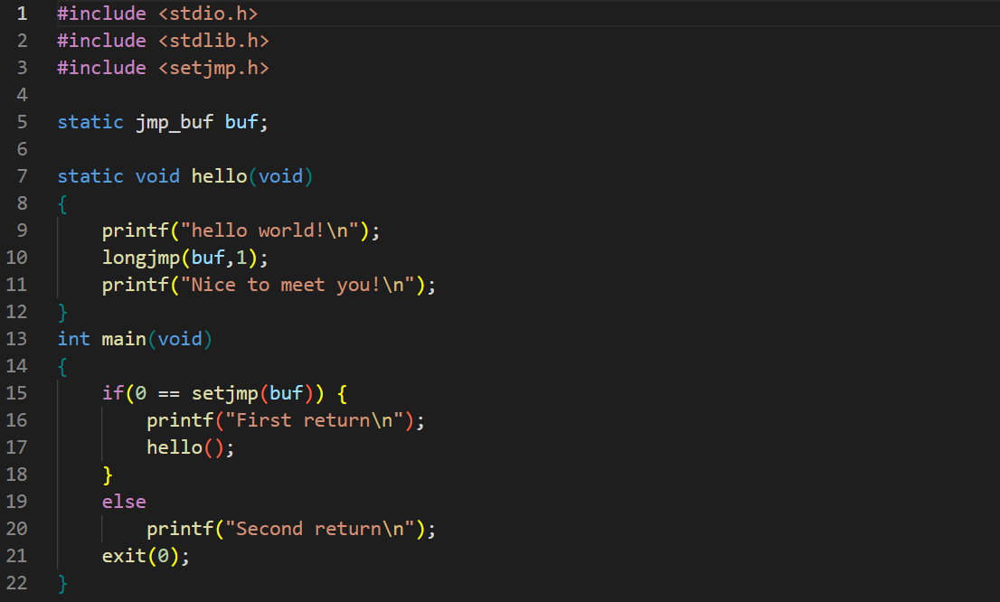 1 #include <stdio.h>
2 #include <stdlib.h>
3 #include <setjmp.h>
4
5 static jmp_buf buf;
6
7 static void hello(void)
8 {
9     printf("hello world!\n");
10     longjmp(buf,1);
11     printf("Nice to meet you!\n");
12 }
13 int main(void)
14 {
15     if(0 == setjmp(buf)) {
16         printf("First return\n");
17         hello();
18     }
19     else
20         printf("Second return\n");
21     exit(0);
22 }